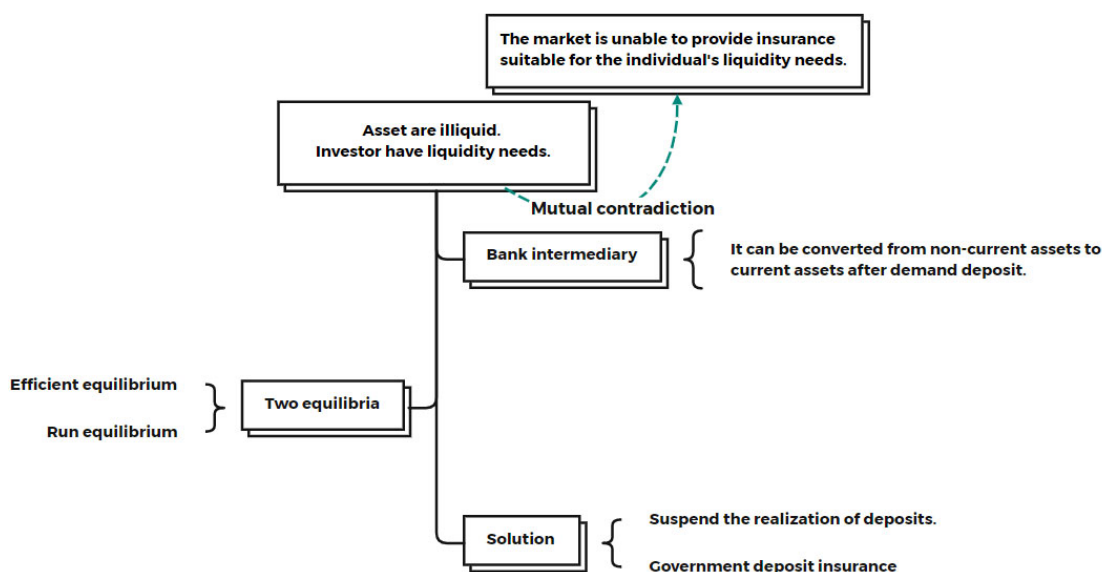 The market is unable to provide insurance
suitable for the individual's liquidity needs.
Asset are illiquid.
Investor have liquidity needs.
Mutual contradiction
Bank intermediary
It can be converted from non-current assets to
current assets after demand deposit.
Efficient equilibrium
Run equilibrium
Two equilibria
Solution
Suspend the realization of deposits.
Government deposit insurance